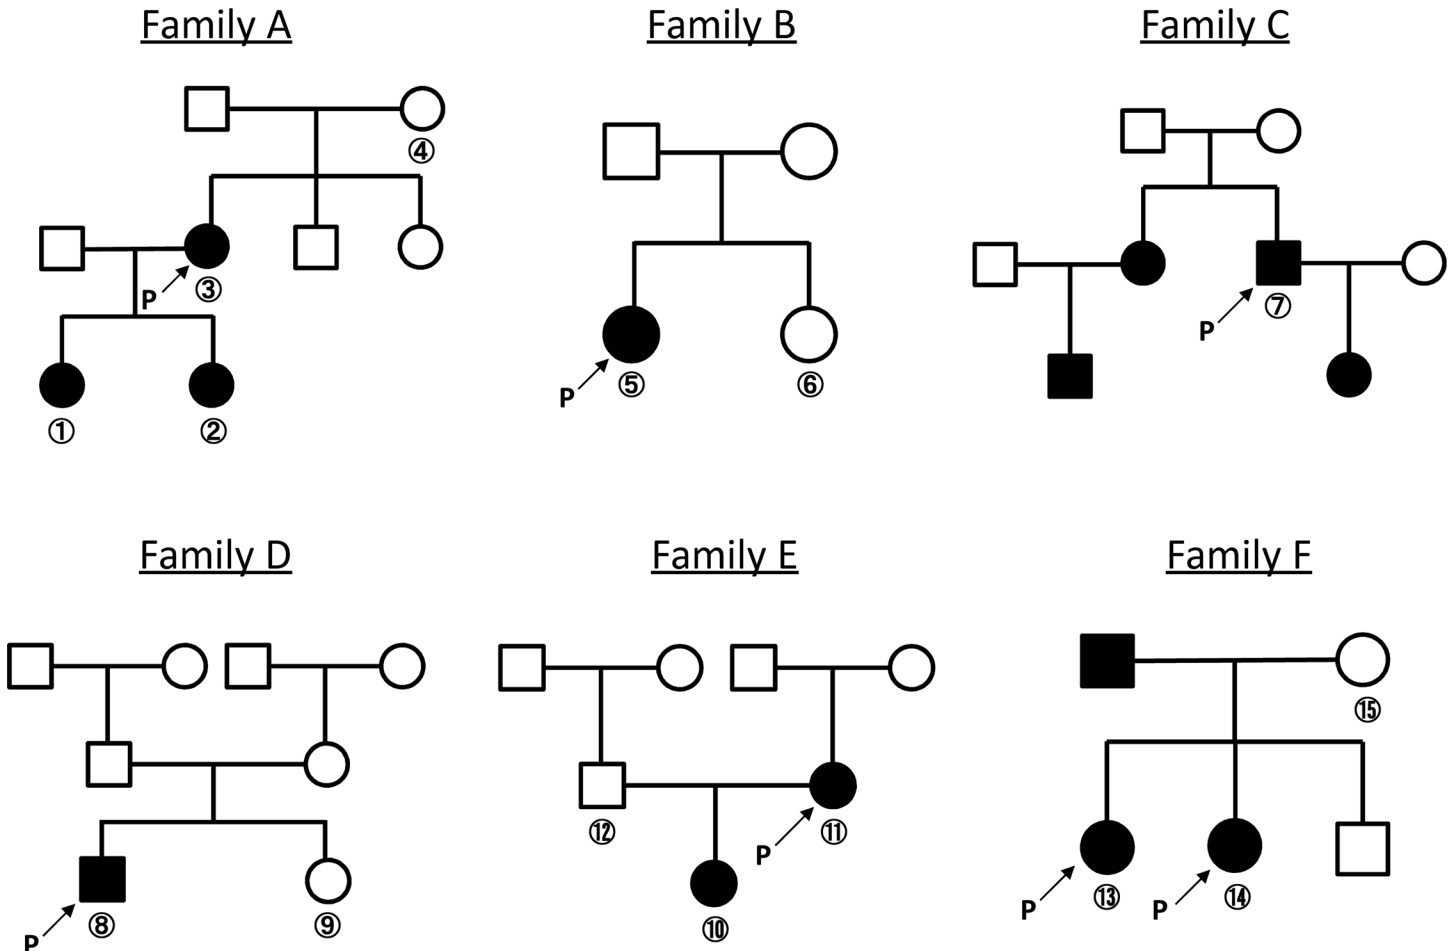 Family A
④
P
③
①
②
Family B
P
⑤
⑥
Family C
P
⑦
Family D
P
⑧
⑨
Family E
⑫
P
⑪
⑩
Family F
⑮
P
⑬
P
⑭